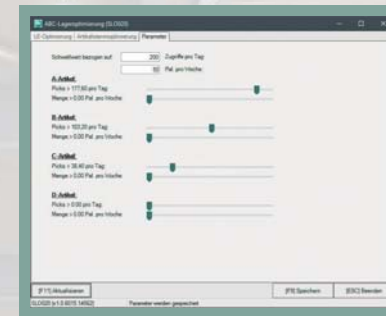 ABC-Lageroptimierung [SLO020]
LE-Optimierung | Artikelstammoptimierung | Parameter
Schwellwert bezogen auf: 200 Zugriffe pro Tag
50 Pal. pro Woche
A-Artikel:
Picks > 177,60 pro Tag:
Menge > 0,00 Pal. pro Woche
B-Artikel:
Picks > 103,20 pro Tag:
Menge > 0,00 Pal. pro Woche
C-Artikel:
Picks > 38,40 pro Tag:
Menge > 0,00 Pal. pro Woche
D-Artikel:
Picks > 0,00 pro Tag:
Menge > 0,00 Pal. pro Woche
[F11] Aktualisieren [F9] Speichern [ESC] Beenden
Parameter werden gespeichert